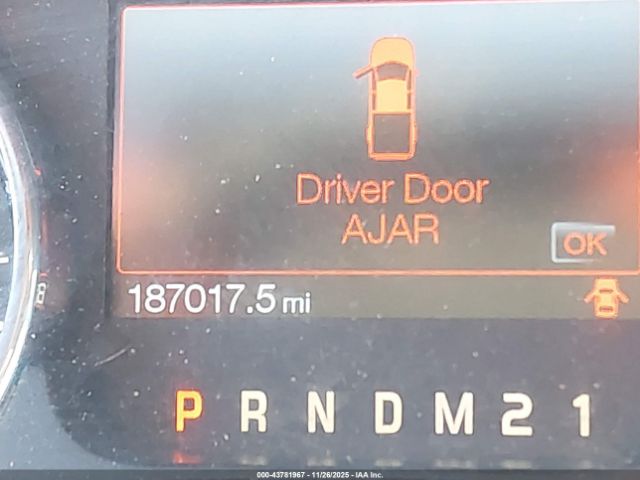 Driver Door
AJAR
OK
187017.5 mi
P R N D M 2 1
000-43781967 - 11/26/2025 - IAA Inc.